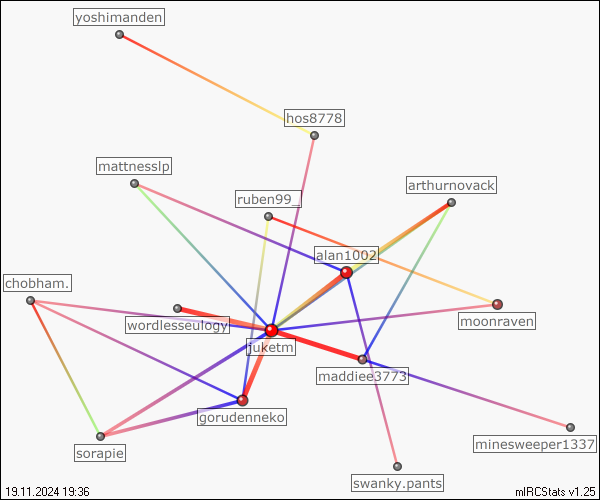 yoshimanden
hos8778
mattnesslp
arthurnovack
ruben99_
alan1002
chobham.
moonraven
wordlesseulogy
juketm
maddiee3773
gorudenneko
minesweeper1337
sorapie
swanky.pants
19.11.2024 19:36
mIRCStats v1.25